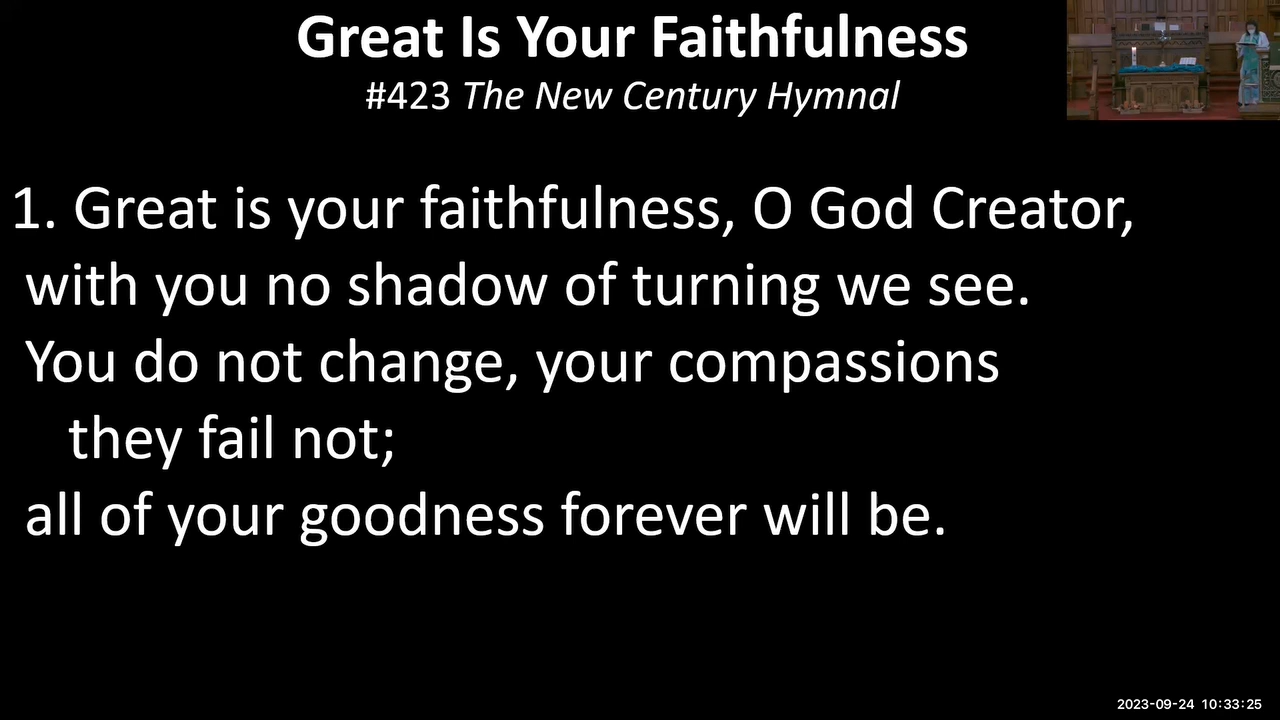 Great Is Your Faithfulness
#423 The New Century Hymnal
1. Great is your faithfulness, O God Creator,
with you no shadow of turning we see.
You do not change, your compassions
they fail not;
all of your goodness forever will be.
2023-09-24 10:33:25